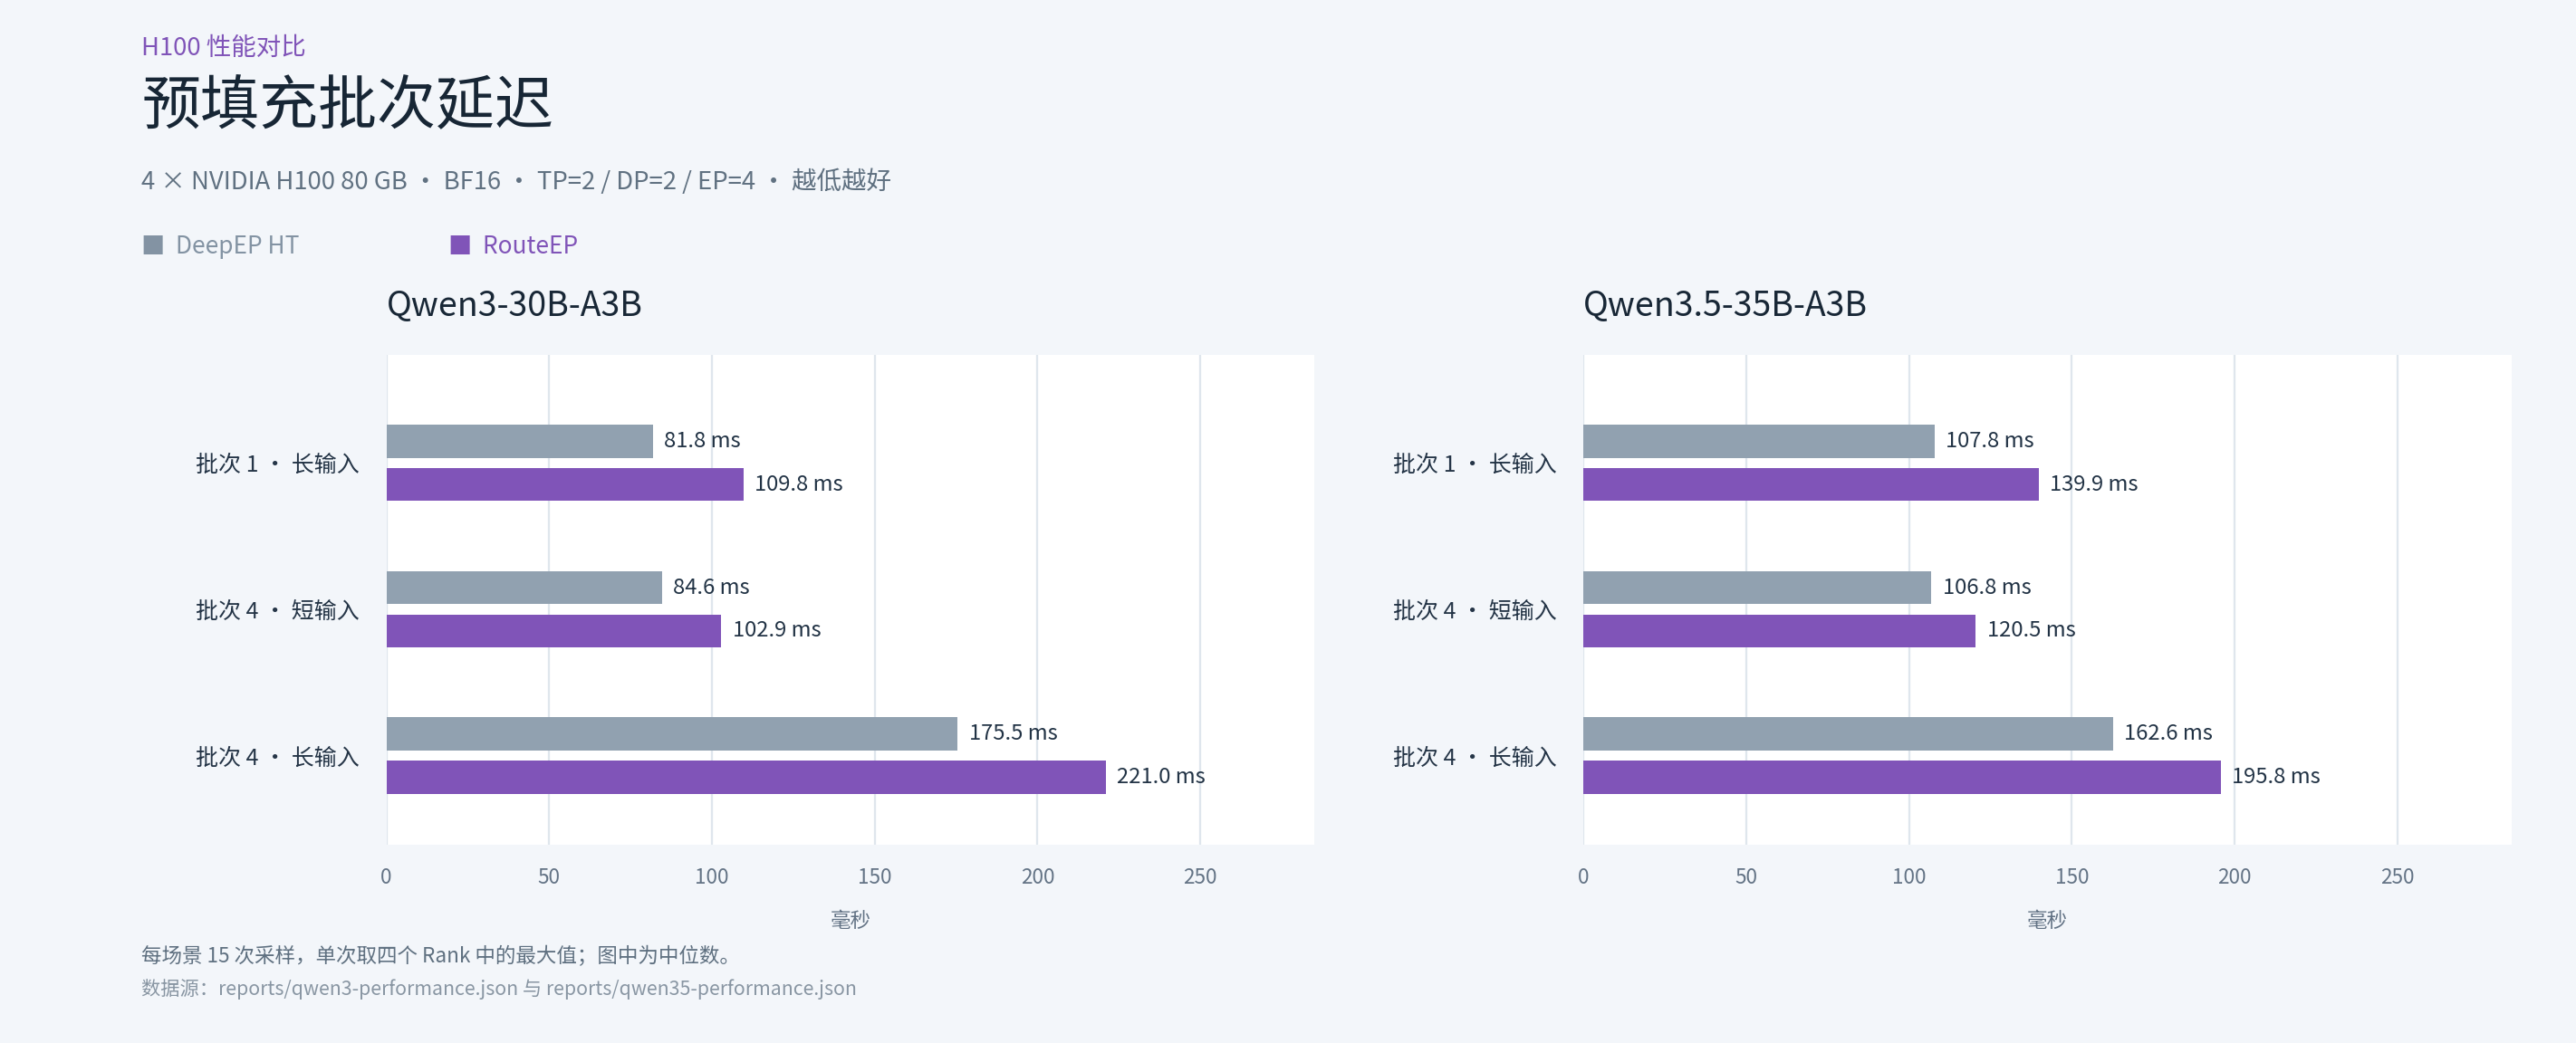 H100 性能对比
预填充批次延迟
4 × NVIDIA H100 80 GB · BF16 · TP=2 / DP=2 / EP=4 · 越低越好
DeepEP HT
RouteEP
Qwen3-30B-A3B
批次 1 · 长输入
81.8 ms
109.8 ms
批次 4 · 短输入
84.6 ms
102.9 ms
批次 4 · 长输入
175.5 ms
221.0 ms
0 50 100 150 200 250
毫秒
Qwen3.5-35B-A3B
批次 1 · 长输入
107.8 ms
139.9 ms
批次 4 · 短输入
106.8 ms
120.5 ms
批次 4 · 长输入
162.6 ms
195.8 ms
0 50 100 150 200 250
毫秒
每场景 15 次采样，单次取四个 Rank 中的最大值；图中为中位数。
数据源：reports/qwen3-performance.json 与 reports/qwen35-performance.json